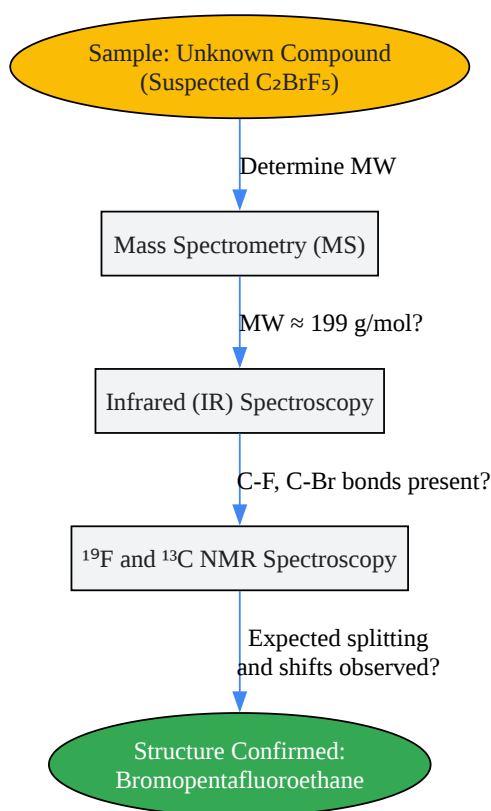 Sample: Unknown Compound
(Suspected C₂BrF₅)
Determine MW
Mass Spectrometry (MS)
MW ≈ 199 g/mol?
Infrared (IR) Spectroscopy
C-F, C-Br bonds present?
¹⁹F and ¹³C NMR Spectroscopy
Expected splitting
and shifts observed?
Structure Confirmed:
Bromopentafluoroethane